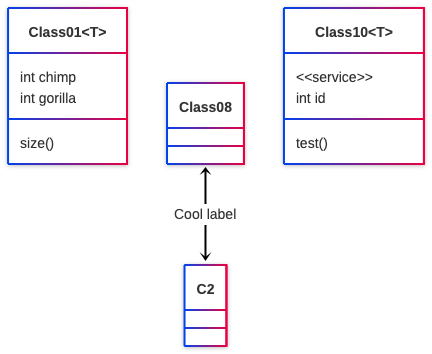 Class01<T>
int chimp
int gorilla
size()
Class08
Cool label
C2
Class10<T>
<<service>>
int id
test()